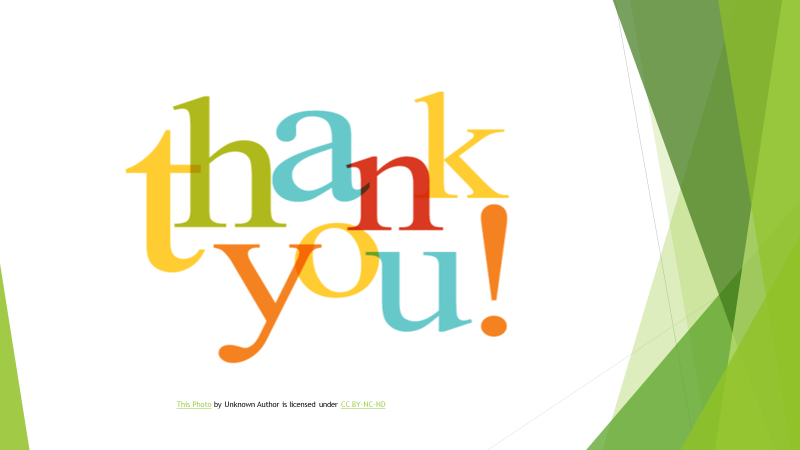 thank
you!
This Photo by Unknown Author is licensed under CC BY-NC-ND